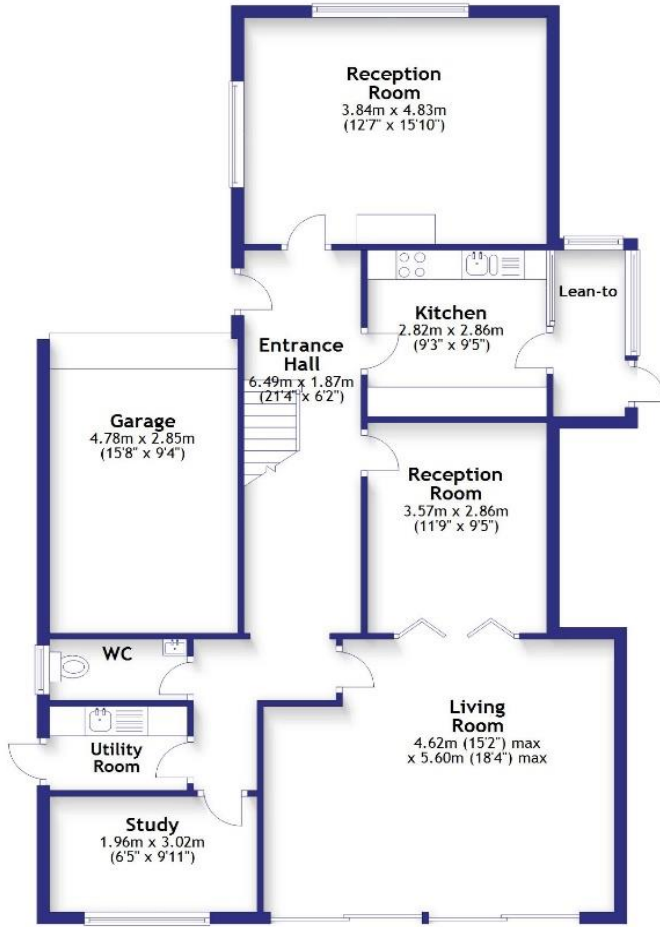 Reception
Room
3.84m x 4.83m
(12'7" x 15'10")
Lean-to
Kitchen
2.82m x 2.86m
(9'3" x 9'5")
Entrance
Hall
6.49m x 1.87m
(21'4" x 6'2")
Garage
4.78m x 2.85m
(15'8" x 9'4")
Reception
Room
3.57m x 2.86m
(11'9" x 9'5")
WC
Living
Room
4.62m (15'2") max
x 5.60m (18'4") max
Utility
Room
Study
1.96m x 3.02m
(6'5" x 9'11")